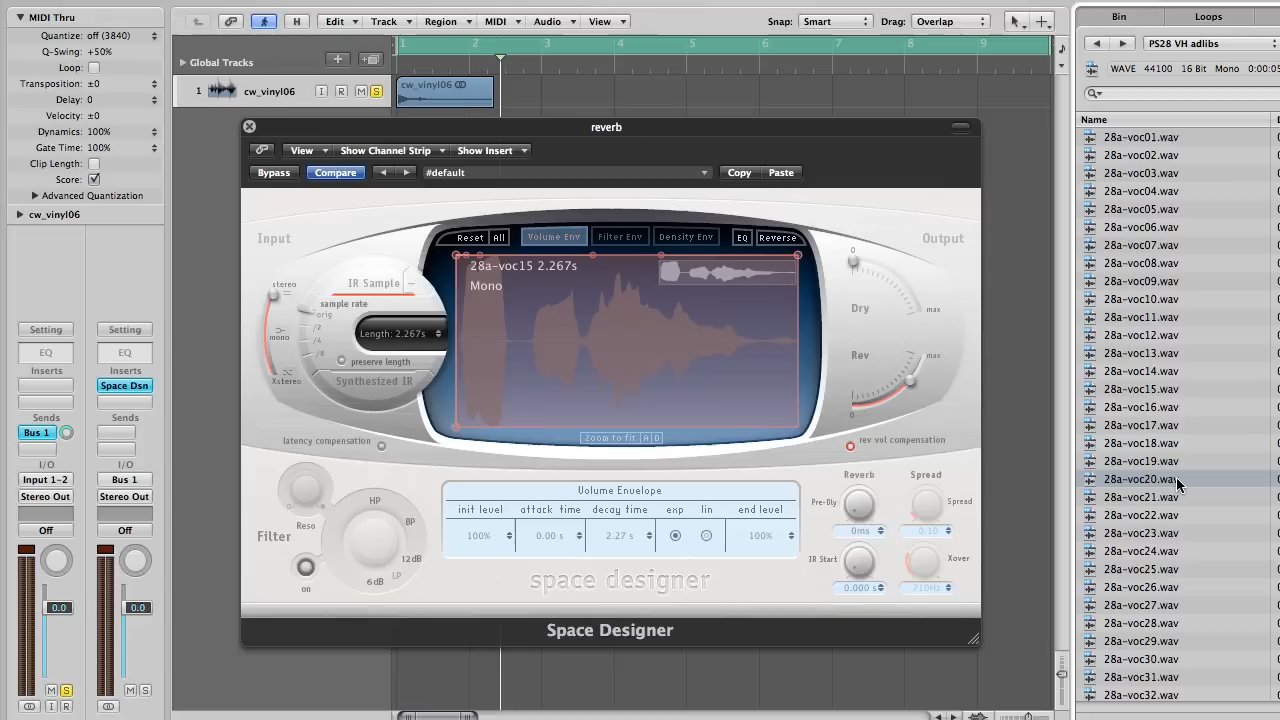 MIDI Thru
Quantize: off (3840)
Q-Swing: +50%
Loop:
Transposition: ±0
Delay: 0
Velocity: ±0
Dynamics: 100%
Gate Time: 100%
Clip Length:
Score:
Advanced Quantization
cw_vinyl06
Setting Setting
EQ EQ
Inserts Inserts
Space Dsn
Sends Sends
Bus 1
I/O I/O
Input 1-2 Bus 1
Stereo Out Stereo Out
Off Off
0.0 0.0
M S M S
I R
H Edit Track Region MIDI Audio View Snap: Smart Drag: Overlap
1 2 3 4 5 6 7 8 9
Global Tracks
1 cw_vinyl06 I R M S
cw_vinyl06
reverb
View Show Channel Strip Show Insert
Bypass Compare #default Copy Paste
Input
Output
Reset All Volume Env Filter Env Density Env EQ Reverse
28a-voc15 2.267s
Mono
stereo
mono
Xstereo
IR Sample
sample rate
orig
/2
/4
/8
Length: 2.267s
preserve length
Synthesized IR
0
Dry
max
Rev
max
0
Zoom to fit A D
latency compensation
rev vol compensation
Volume Envelope
init level attack time decay time exp lin end level
100% 0.00 s 2.27 s 100%
Filter
Reso
on
HP
BP
12dB
LP
6dB
Reverb Spread
Pre-Dly Spread
0ms 0.10
IR Start Xover
0.000 s 710Hz
space designer
Space Designer
Bin Loops
PS28 VH adlibs
WAVE 44100 16 Bit Mono
Name
28a-voc01.wav
28a-voc02.wav
28a-voc03.wav
28a-voc04.wav
28a-voc05.wav
28a-voc06.wav
28a-voc07.wav
28a-voc08.wav
28a-voc09.wav
28a-voc10.wav
28a-voc11.wav
28a-voc12.wav
28a-voc13.wav
28a-voc14.wav
28a-voc15.wav
28a-voc16.wav
28a-voc17.wav
28a-voc18.wav
28a-voc19.wav
28a-voc20.wav
28a-voc21.wav
28a-voc22.wav
28a-voc23.wav
28a-voc24.wav
28a-voc25.wav
28a-voc26.wav
28a-voc27.wav
28a-voc28.wav
28a-voc29.wav
28a-voc30.wav
28a-voc31.wav
28a-voc32.wav